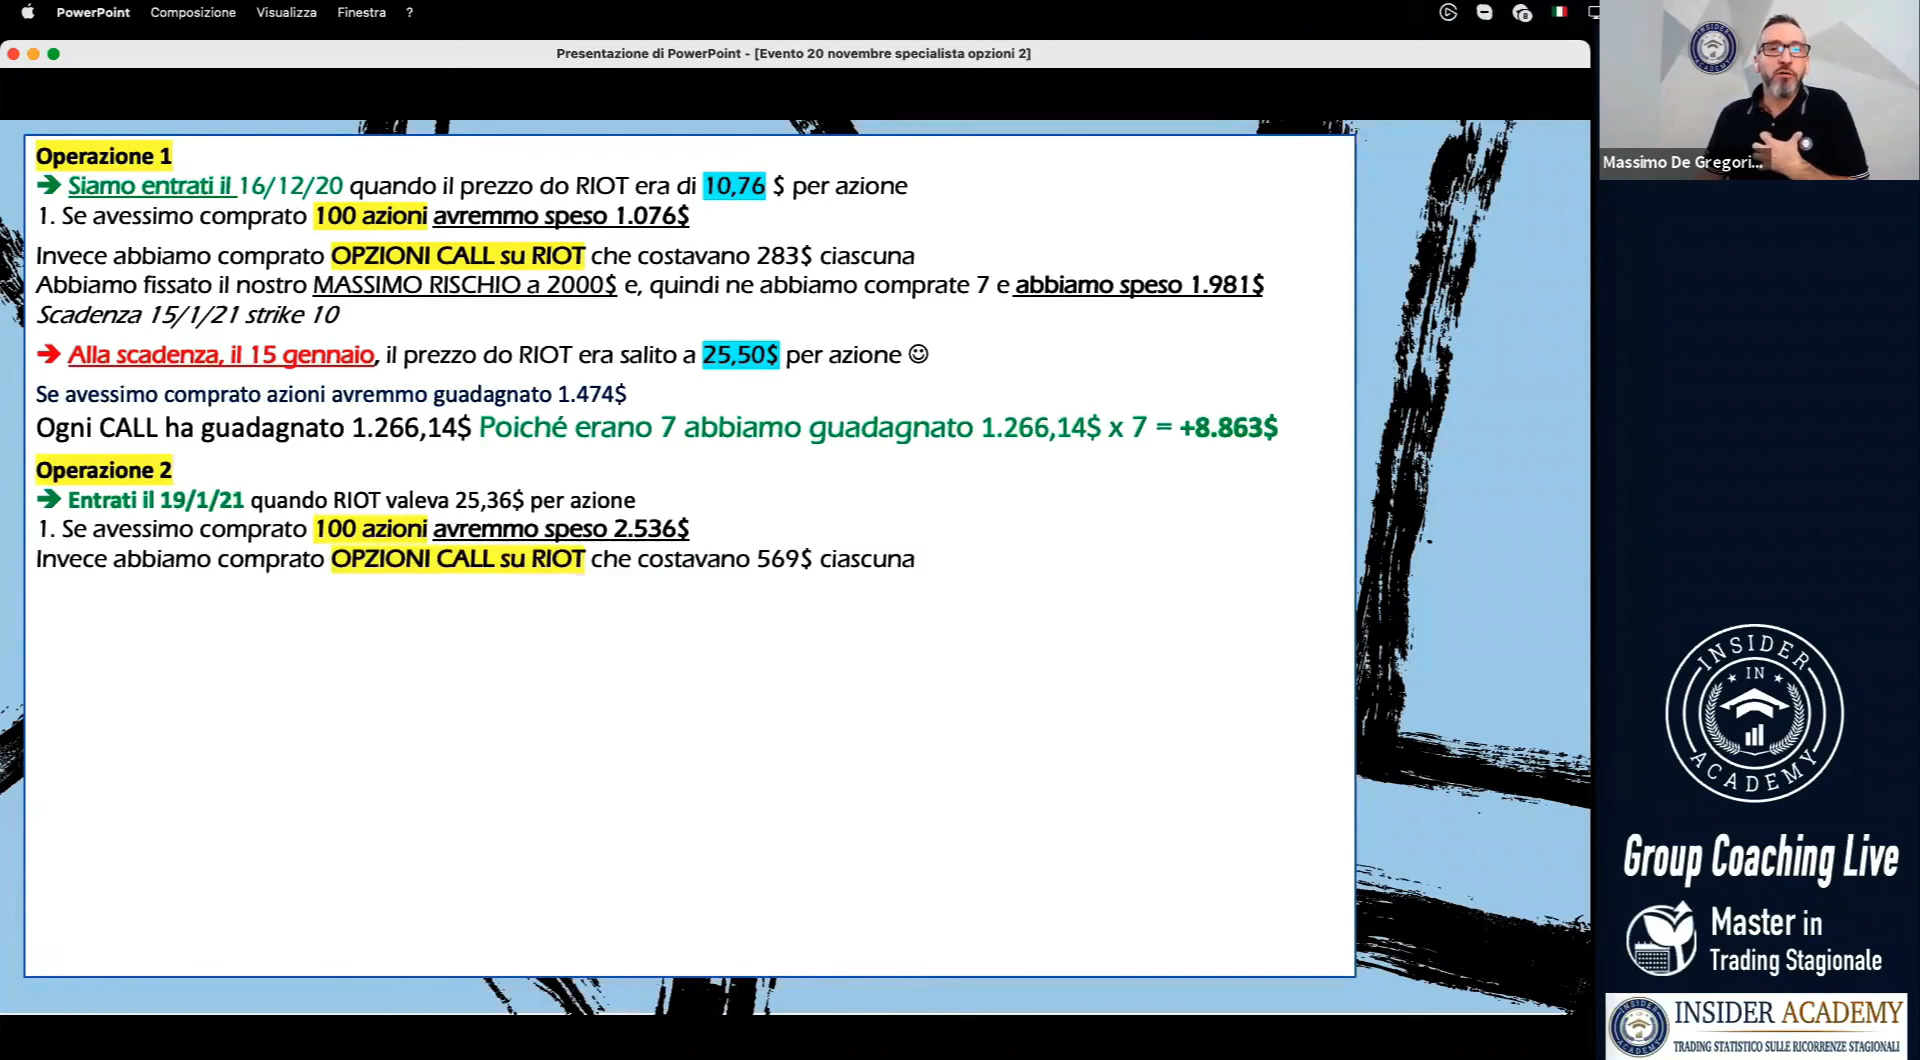 PowerPoint Composizione Visualizza Finestra ?
Presentazione di PowerPoint - [Evento 20 novembre specialista opzioni 2]
INSIDER
ACADEMY
Massimo De Gregori...
Operazione 1
➔ Siamo entrati il 16/12/20 quando il prezzo do RIOT era di 10,76 $ per azione
1. Se avessimo comprato 100 azioni avremmo speso 1.076$
Invece abbiamo comprato OPZIONI CALL su RIOT che costavano 283$ ciascuna
Abbiamo fissato il nostro MASSIMO RISCHIO a 2000$ e, quindi ne abbiamo comprate 7 e abbiamo speso 1.981$
Scadenza 15/1/21 strike 10
➔ Alla scadenza, il 15 gennaio, il prezzo do RIOT era salito a 25,50$ per azione ☺
Se avessimo comprato azioni avremmo guadagnato 1.474$
Ogni CALL ha guadagnato 1.266,14$ Poiché erano 7 abbiamo guadagnato 1.266,14$ x 7 = +8.863$
Operazione 2
➔ Entrati il 19/1/21 quando RIOT valeva 25,36$ per azione
1. Se avessimo comprato 100 azioni avremmo speso 2.536$
Invece abbiamo comprato OPZIONI CALL su RIOT che costavano 569$ ciascuna
INSIDER
IN
ACADEMY
Group Coaching Live
Master in
Trading Stagionale
INSIDER ACADEMY
TRADING STATISTICO SULLE RICORRENZE STAGIONALI